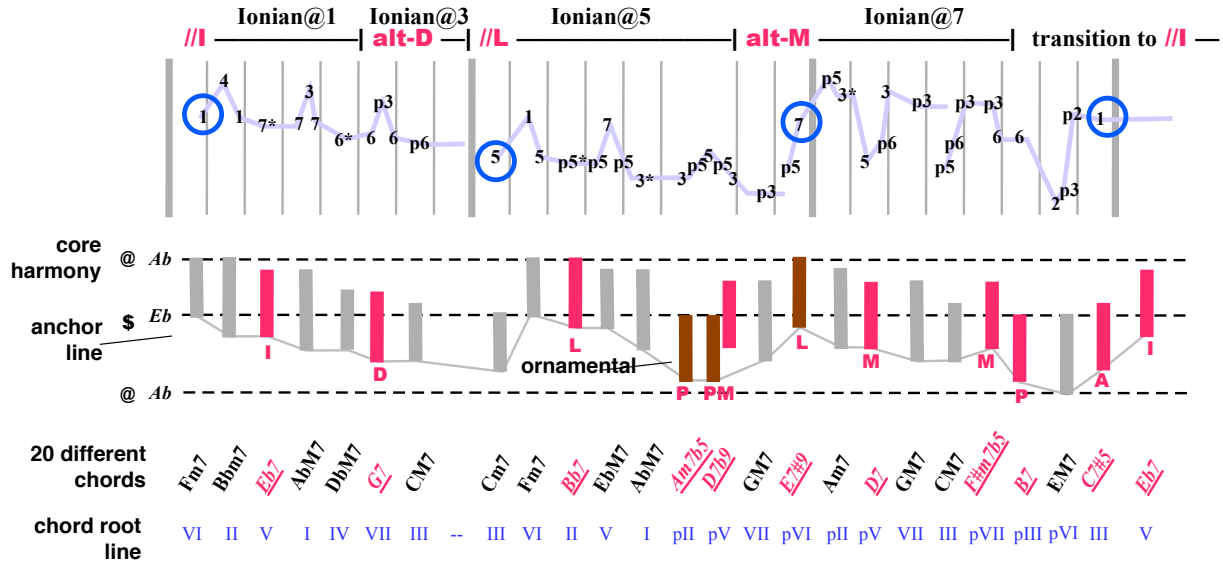 Ionian@1 Ionian@3 Ionian@5 Ionian@7
//I alt-D //L alt-M transition to //I
1 4 1 7* 7 3 7 6* 6 p3 6 p6 5 1 5 p5* p5 7 p5 3* 3 p5 5 p5 3 p3 p5 7 p5 3* 5 p6 3 p3 p5 p6 p3 p3 6 6 2 p3 p2 1
core
harmony
@ Ab
$ Eb
anchor
line
ornamental
@ Ab
I D L P PM L M M P A I
20 different
chords
Fm7 Bbm7 Eb7 AbM7 DbM7 G7 CM7 Cm7 Fm7 Bb7 EbM7 AbM7 Am7b5 D7b9 GM7 E7#9 Am7 D7 GM7 CM7 F#m7b5 B7 EM7 C7#5 Eb7
chord root
line
VI II V I IV VII III -- III VI II V I pII pV VII pVI pII pV VII III pVII pIII pVI III V